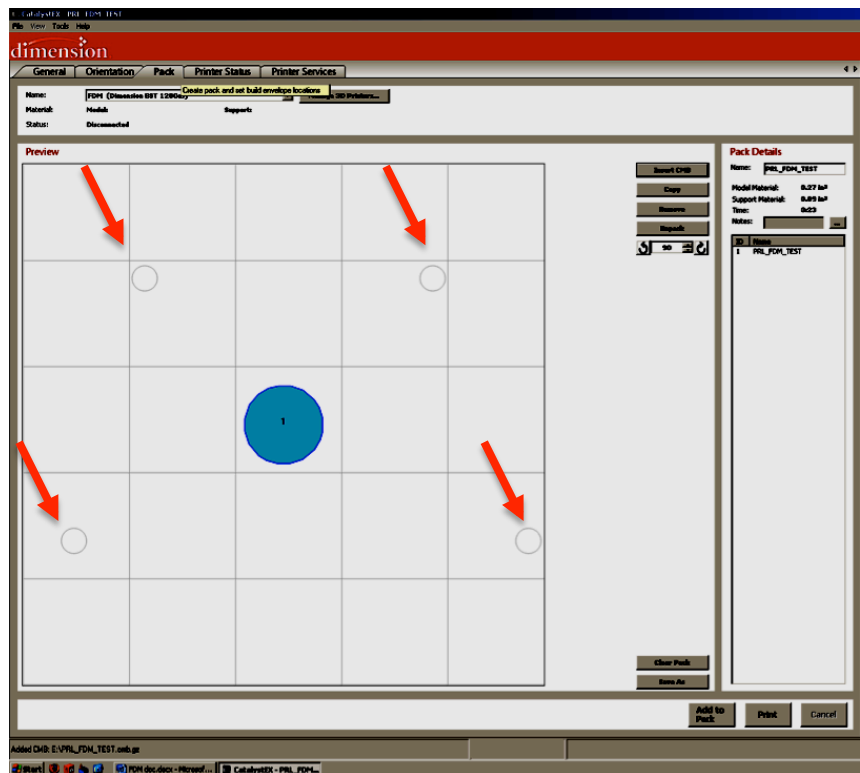 CatalystEX - PRL_FDM_TEST
File View Tools Help
dimension
General Orientation Pack Printer Status Printer Services
Name: FDM (Dimension BST 1200es) 3D Printers...
Create pack and set build envelope locations
Material: Model: Support:
Status: Disconnected
Preview
Insert CMB
Copy
Remove
Repack
90
1
Clear Pack
Save As
Pack Details
Name: PRL_FDM_TEST
Model Material: 0.27 in³
Support Material: 0.09 in³
Time: 0:23
Notes: ...
ID Name
1 PRL_FDM_TEST
Add to
Pack
Print Cancel
Added CMB: E:\PRL_FDM_TEST.cmb.gz
Start FDM doc.docx - Microsof... CatalystEX - PRL_FDM...